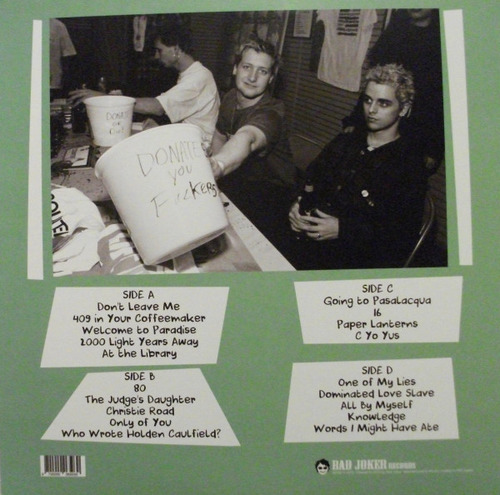 DONATE
DONATE
YOU
F**KERS
SIDE A
Don't Leave Me
409 in Your Coffeemaker
Welcome to Paradise
2000 Light Years Away
At the Library
SIDE B
80
The Judge's Daughter
Christie Road
Only of You
Who Wrote Holden Caulfield?
SIDE C
Going to Pasalacqua
16
Paper Lanterns
C Yo Yus
SIDE D
One of My Lies
Dominated Love Slave
All By Myself
Knowledge
Words I Might Have Ate
BAD JOKER RECORDS